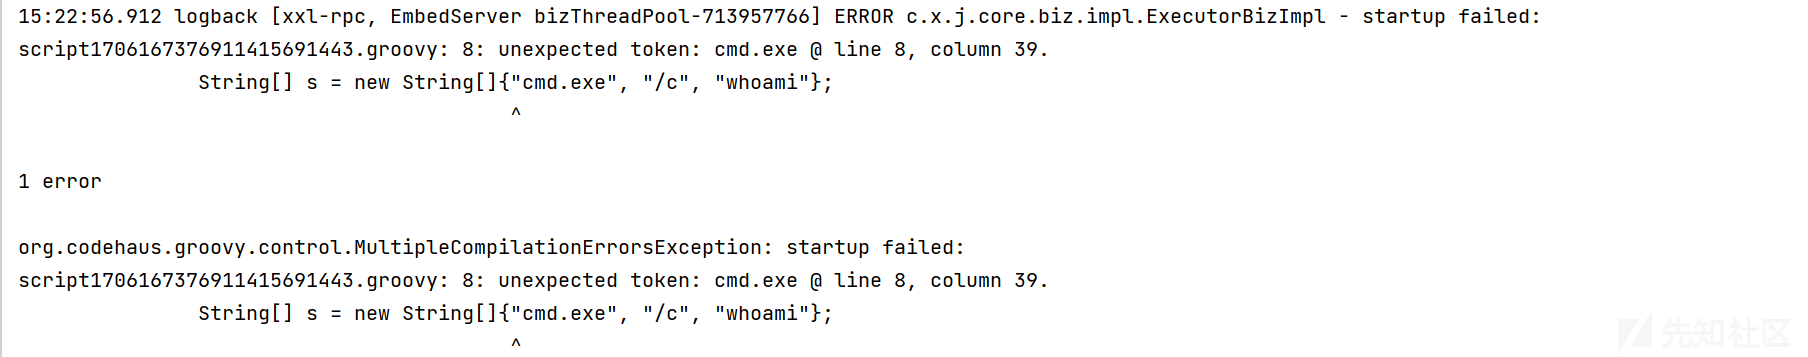 15:22:56.912 logback [xxl-rpc, EmbedServer bizThreadPool-713957766] ERROR c.x.j.core.biz.impl.ExecutorBizImpl - startup failed:
script1706167376911415691443.groovy: 8: unexpected token: cmd.exe @ line 8, column 39.
String[] s = new String[]{"cmd.exe", "/c", "whoami"};
^
1 error
org.codehaus.groovy.control.MultipleCompilationErrorsException: startup failed:
script1706167376911415691443.groovy: 8: unexpected token: cmd.exe @ line 8, column 39.
String[] s = new String[]{"cmd.exe", "/c", "whoami"};
^
先知社区